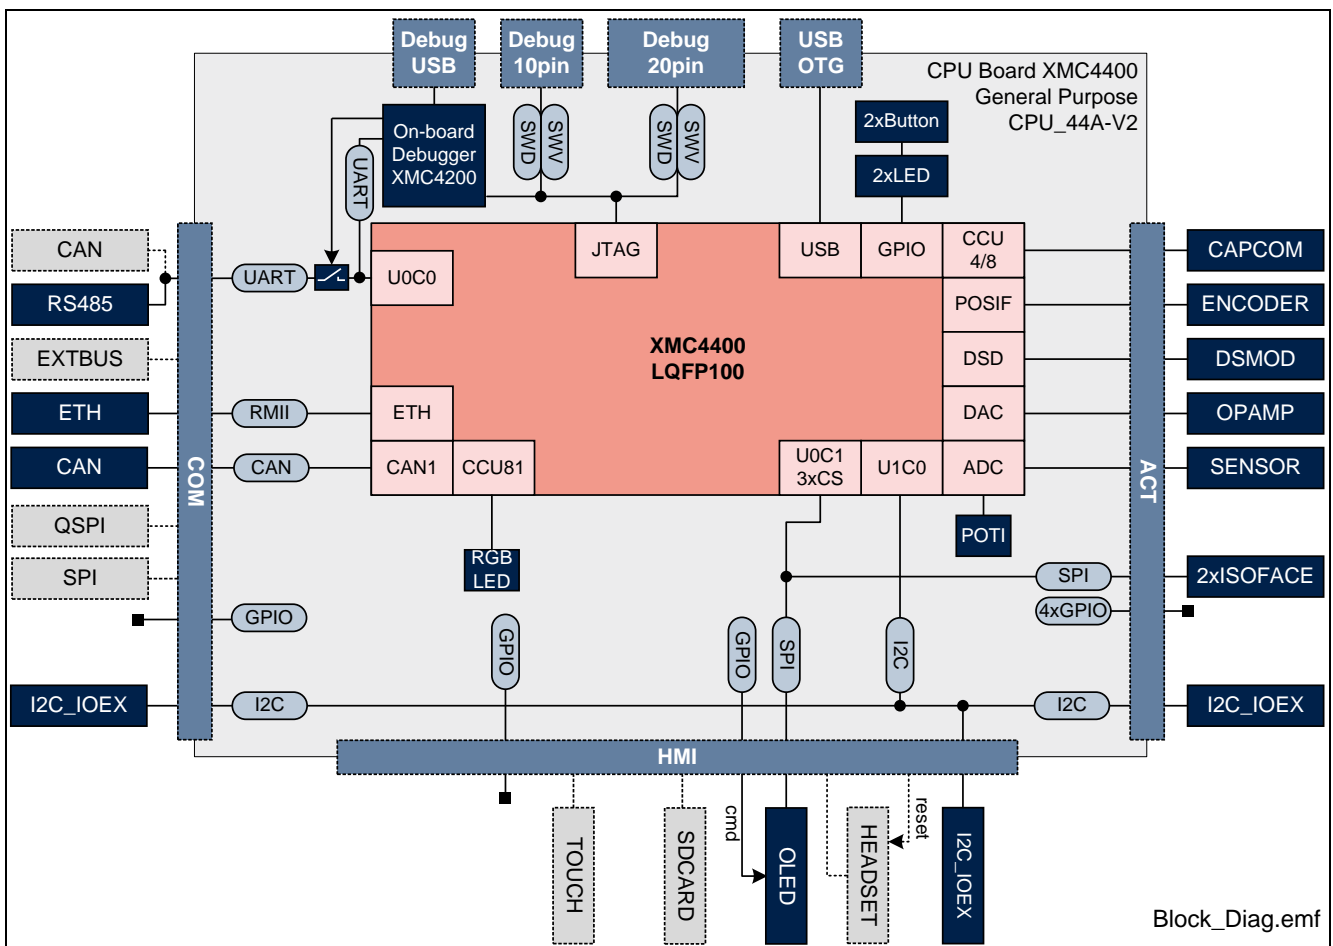 Debug
USB
Debug
10pin
Debug
20pin
USB
OTG
CPU Board XMC4400
General Purpose
CPU_44A-V2
On-board
Debugger
XMC4200
UART
SWD
SWV
SWD
SWV
2xButton
2xLED
CAN
RS485
EXTBUS
ETH
CAN
QSPI
SPI
I2C_IOEX
COM
UART
RMII
CAN
GPIO
I2C
U0C0
JTAG
USB
GPIO
CCU
4/8
POSIF
DSD
DAC
ADC
XMC4400
LQFP100
ETH
CAN1
CCU81
U0C1
3xCS
U1C0
RGB
LED
POTI
GPIO
GPIO
SPI
I2C
SPI
4xGPIO
I2C
ACT
CAPCOM
ENCODER
DSMOD
OPAMP
SENSOR
2xISOFACE
I2C_IOEX
HMI
TOUCH
SDCARD
cmd
OLED
HEADSET
reset
I2C_IOEX
Block_Diag.emf